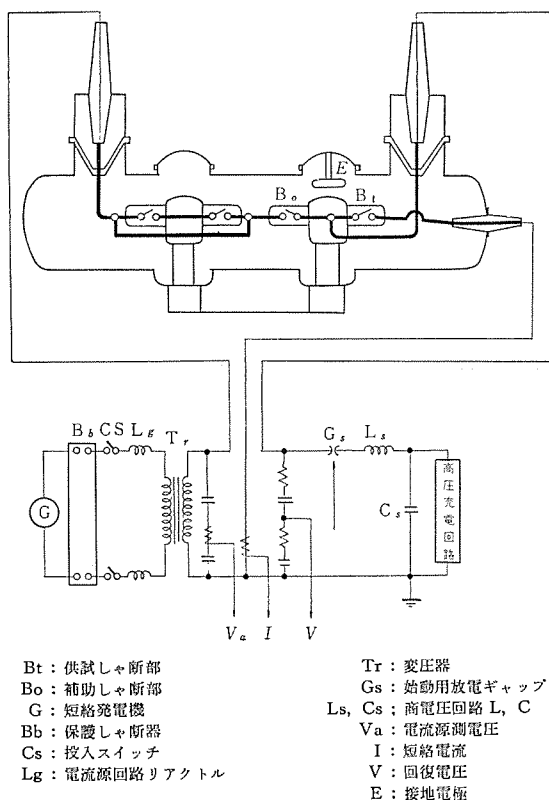 E
Bo
Bt
Bb
CS
Lg
Tr
Gs
Ls
G
Cs
高圧充電回路
Va
I
V
Bt：供試しゃ断部
Bo：補助しゃ断部
G：短絡発電機
Bb：保護しゃ断器
Cs：投入スイッチ
Lg：電流源回路リアクトル
Tr：変圧器
Gs：始動用放電ギャップ
Ls, Cs；商電圧回路 L, C
Va：電流源測電圧
I：短絡電流
V：回復電圧
E：接地電極